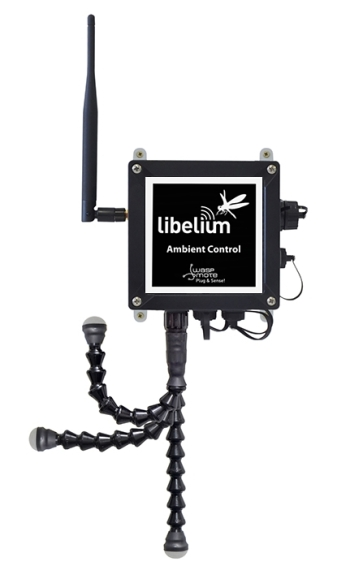 libelium
Ambient Control
wasp
mote
Plug & Sense!